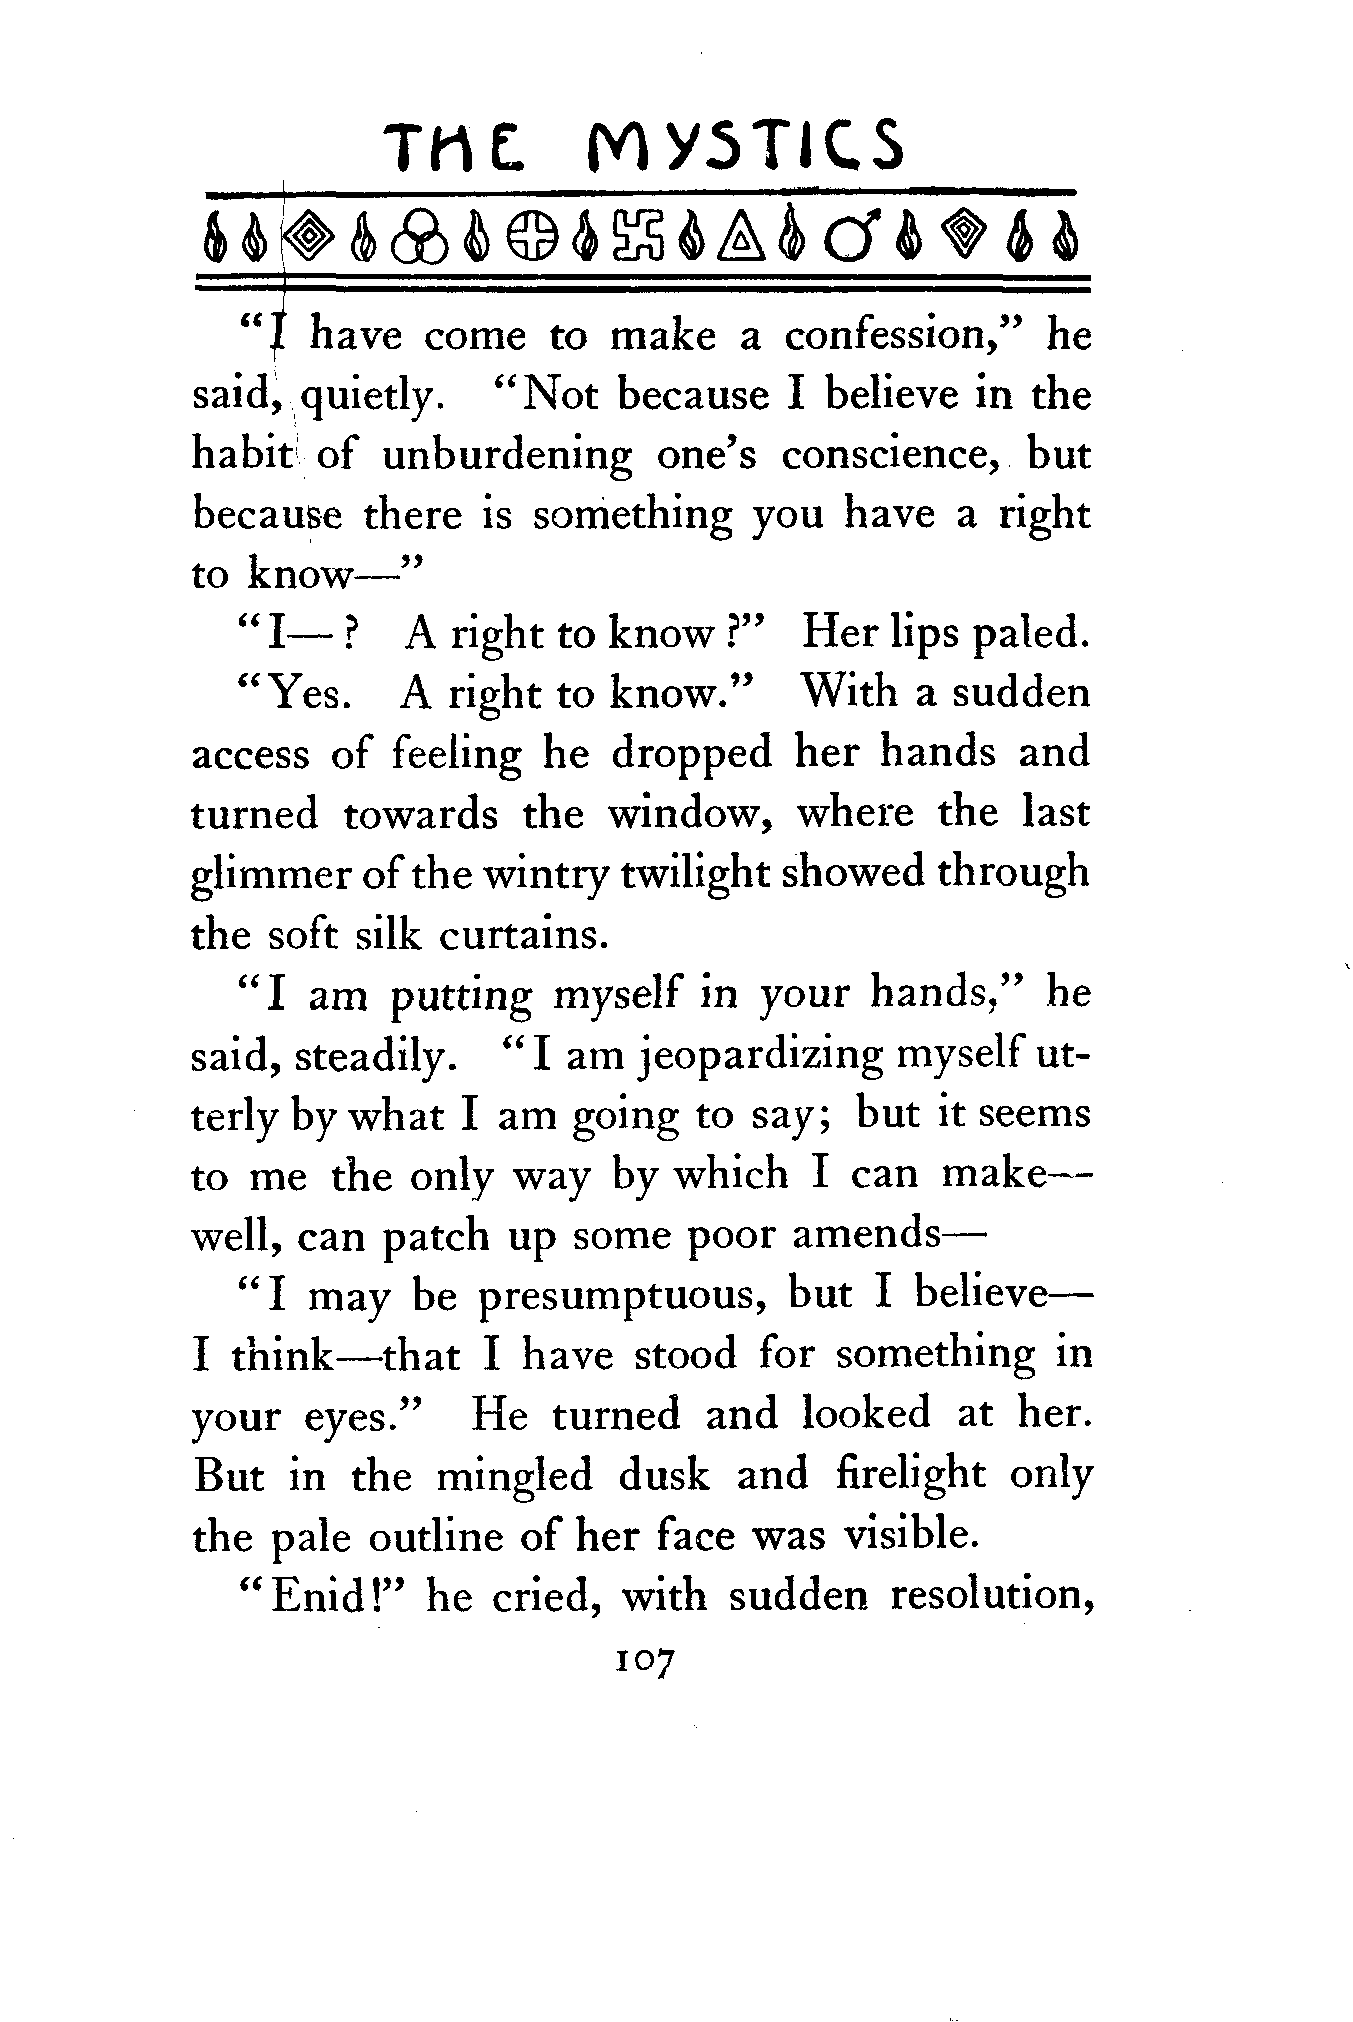 THE MYSTICS
“I have come to make a confession,” he
said, quietly. “Not because I believe in the
habit of unburdening one’s conscience, but
because there is something you have a right
to know—”
“I— ? A right to know ?” Her lips paled.
“Yes. A right to know.” With a sudden
access of feeling he dropped her hands and
turned towards the window, where the last
glimmer of the wintry twilight showed through
the soft silk curtains.
“I am putting myself in your hands,” he
said, steadily. “I am jeopardizing myself ut-
terly by what I am going to say; but it seems
to me the only way by which I can make—
well, can patch up some poor amends—
“I may be presumptuous, but I believe—
I think—that I have stood for something in
your eyes.” He turned and looked at her.
But in the mingled dusk and firelight only
the pale outline of her face was visible.
“Enid!” he cried, with sudden resolution,
107